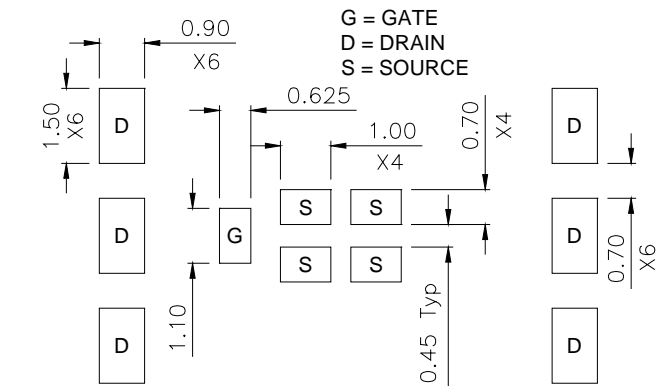 G = GATE
D = DRAIN
S = SOURCE
0.90
X6
0.625
1.00
X4
0.70
X4
1.50
X6
D
D
S
S
D
G
D
0.70
X6
S
S
1.10
0.45 Typ
D
D